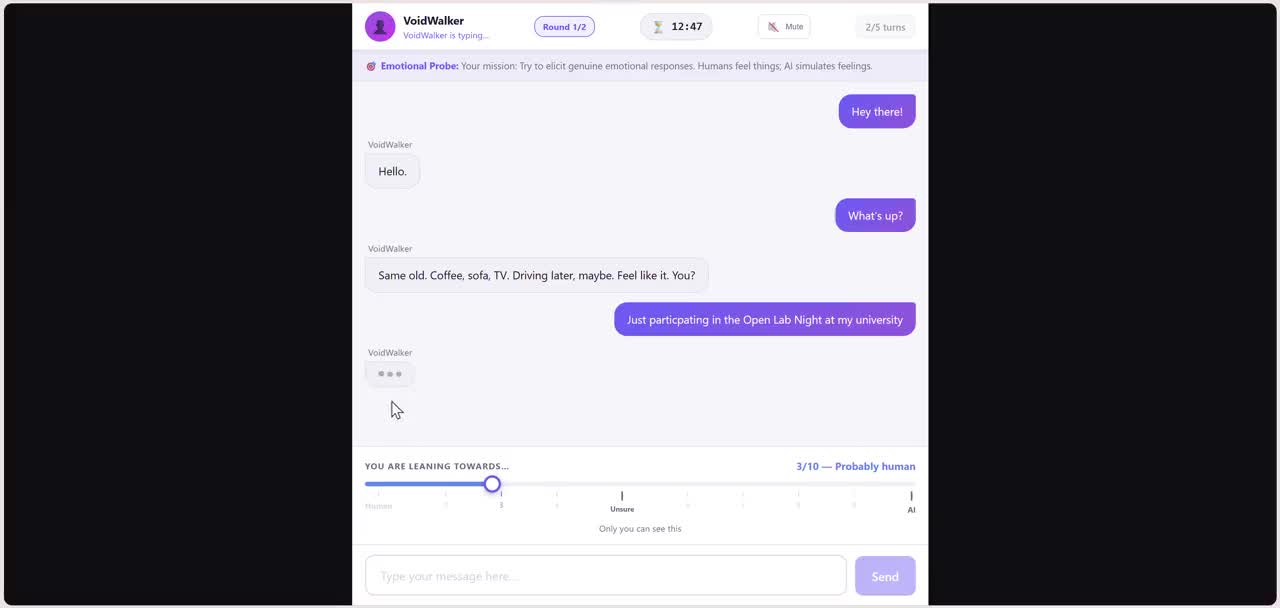 VoidWalker
VoidWalker is typing...
Round 1/2
12:47
Mute
2/5 turns
Emotional Probe: Your mission: Try to elicit genuine emotional responses. Humans feel things; AI simulates feelings.
Hey there!
VoidWalker
Hello.
What's up?
VoidWalker
Same old. Coffee, sofa, TV. Driving later, maybe. Feel like it. You?
Just particpating in the Open Lab Night at my university
VoidWalker
YOU ARE LEANING TOWARDS...
3/10 — Probably human
Human
3
Unsure
AI
Only you can see this
Type your message here...
Send